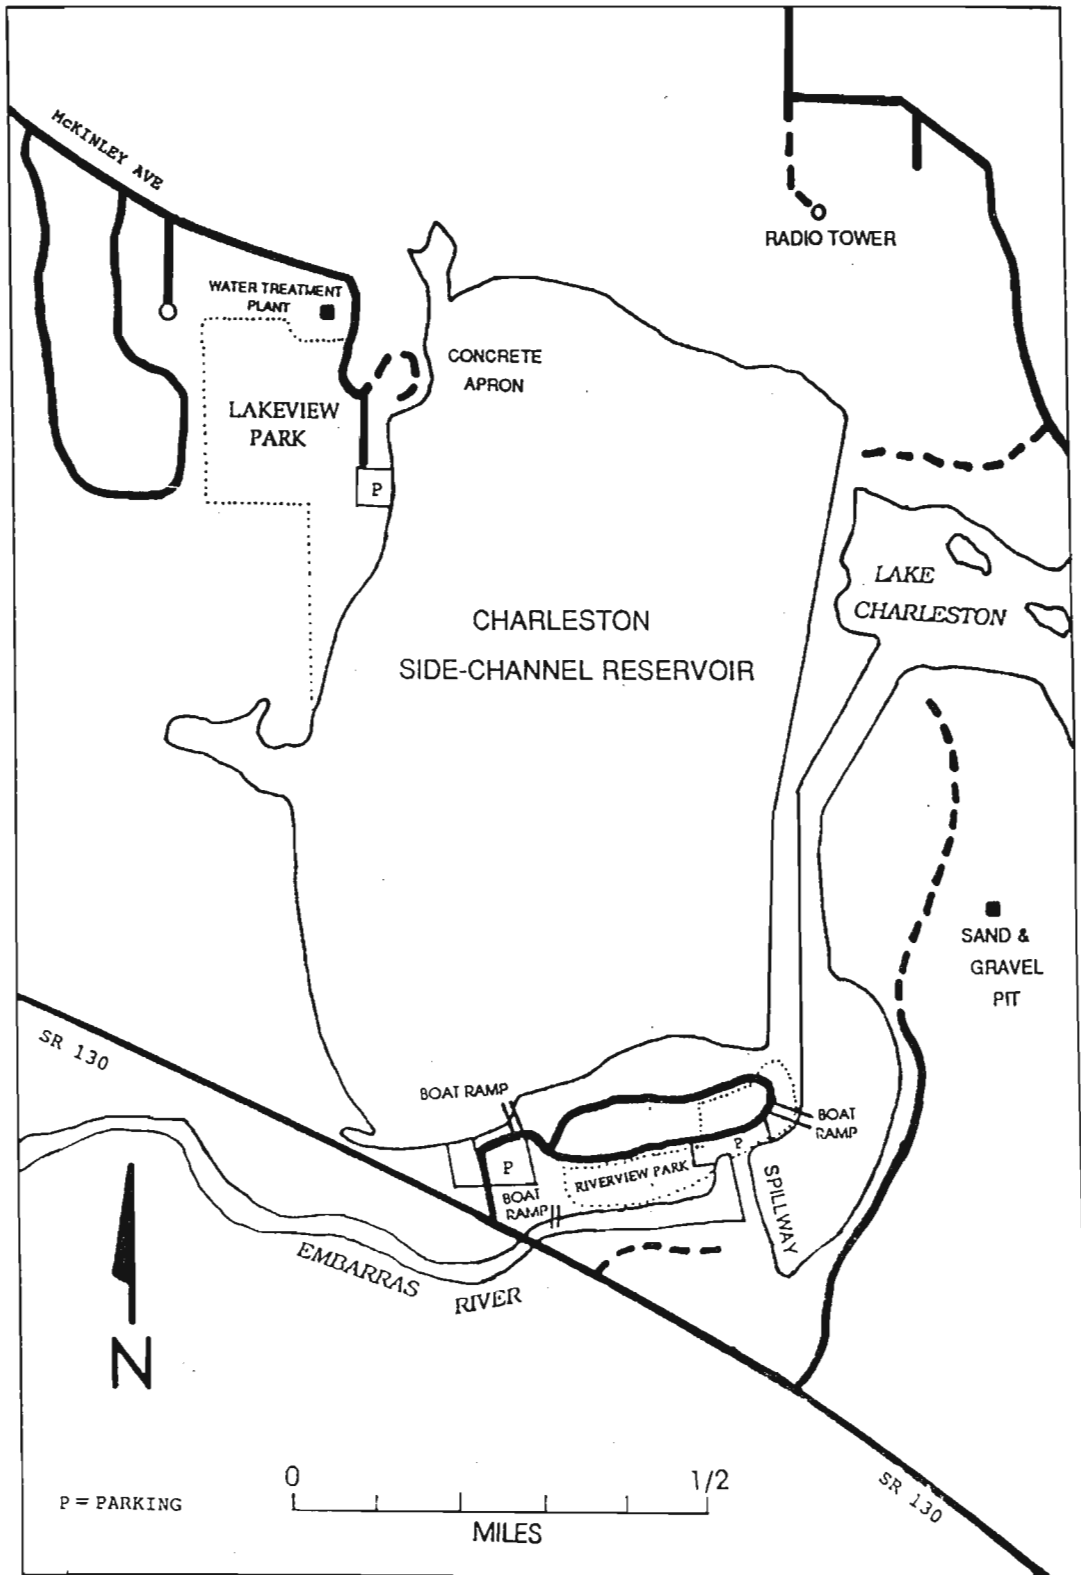 McKINLEY AVE
RADIO TOWER
WATER TREATMENT
PLANT
CONCRETE
APRON
LAKEVIEW
PARK
P
LAKE
CHARLESTON
CHARLESTON
SIDE-CHANNEL RESERVOIR
SAND &
GRAVEL
PIT
SR 130
BOAT RAMP
BOAT
RAMP
P
P
RIVERVIEW PARK
BOAT
RAMP
SPILLWAY
EMBARRAS
RIVER
N
0
1/2
P = PARKING
MILES
SR 130